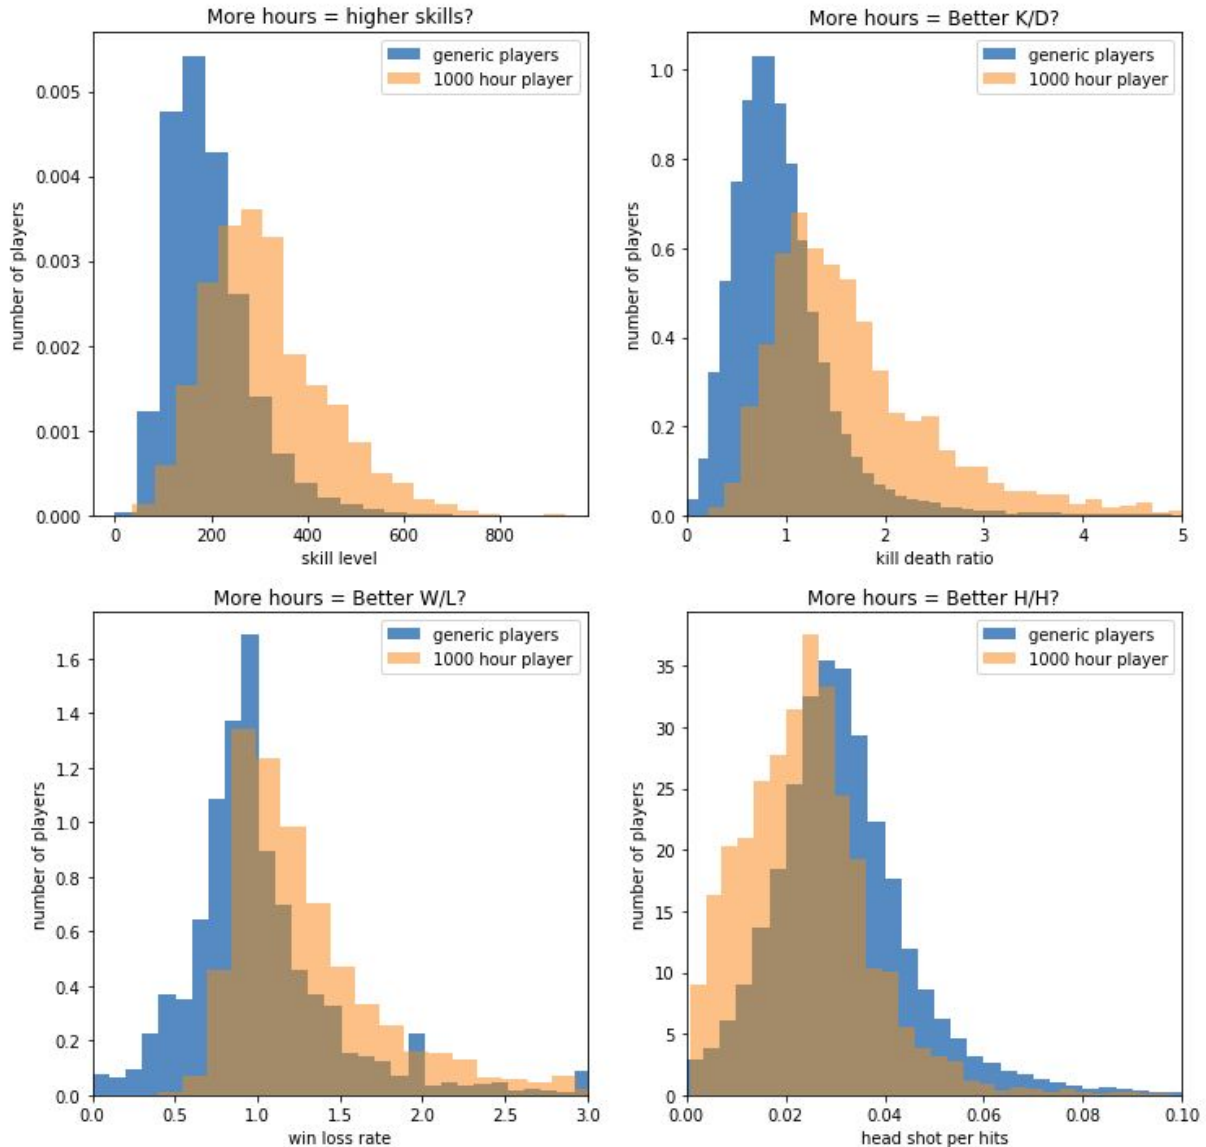 More hours = higher skills?
generic players
1000 hour player
0.005
0.004
0.003
0.002
0.001
0.000
number of players
0
200
400
600
800
skill level
More hours = Better K/D?
generic players
1000 hour player
1.0
0.8
0.6
0.4
0.2
0.0
number of players
0
1
2
3
4
5
kill death ratio
More hours = Better W/L?
generic players
1000 hour player
1.6
1.4
1.2
1.0
0.8
0.6
0.4
0.2
0.0
number of players
0.0
0.5
1.0
1.5
2.0
2.5
3.0
win loss rate
More hours = Better H/H?
generic players
1000 hour player
35
30
25
20
15
10
5
0
number of players
0.00
0.02
0.04
0.06
0.08
0.10
head shot per hits